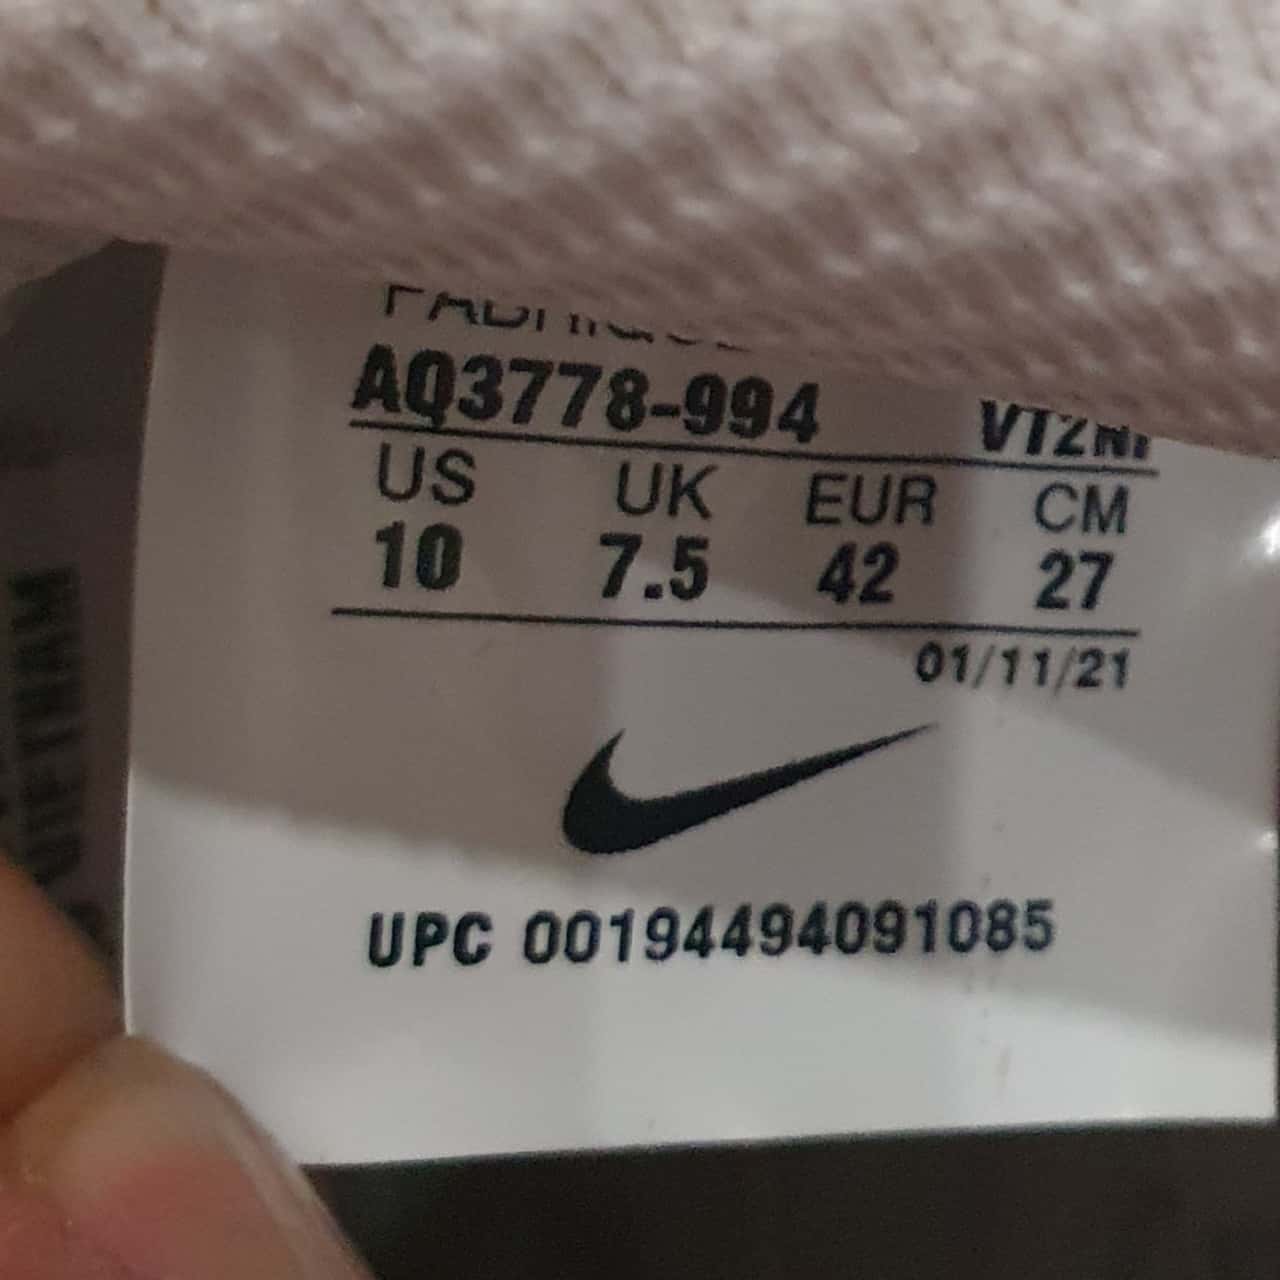 AQ3778-994
US UK EUR CM
10 7.5 42 27
01/11/21
UPC 00194494091085